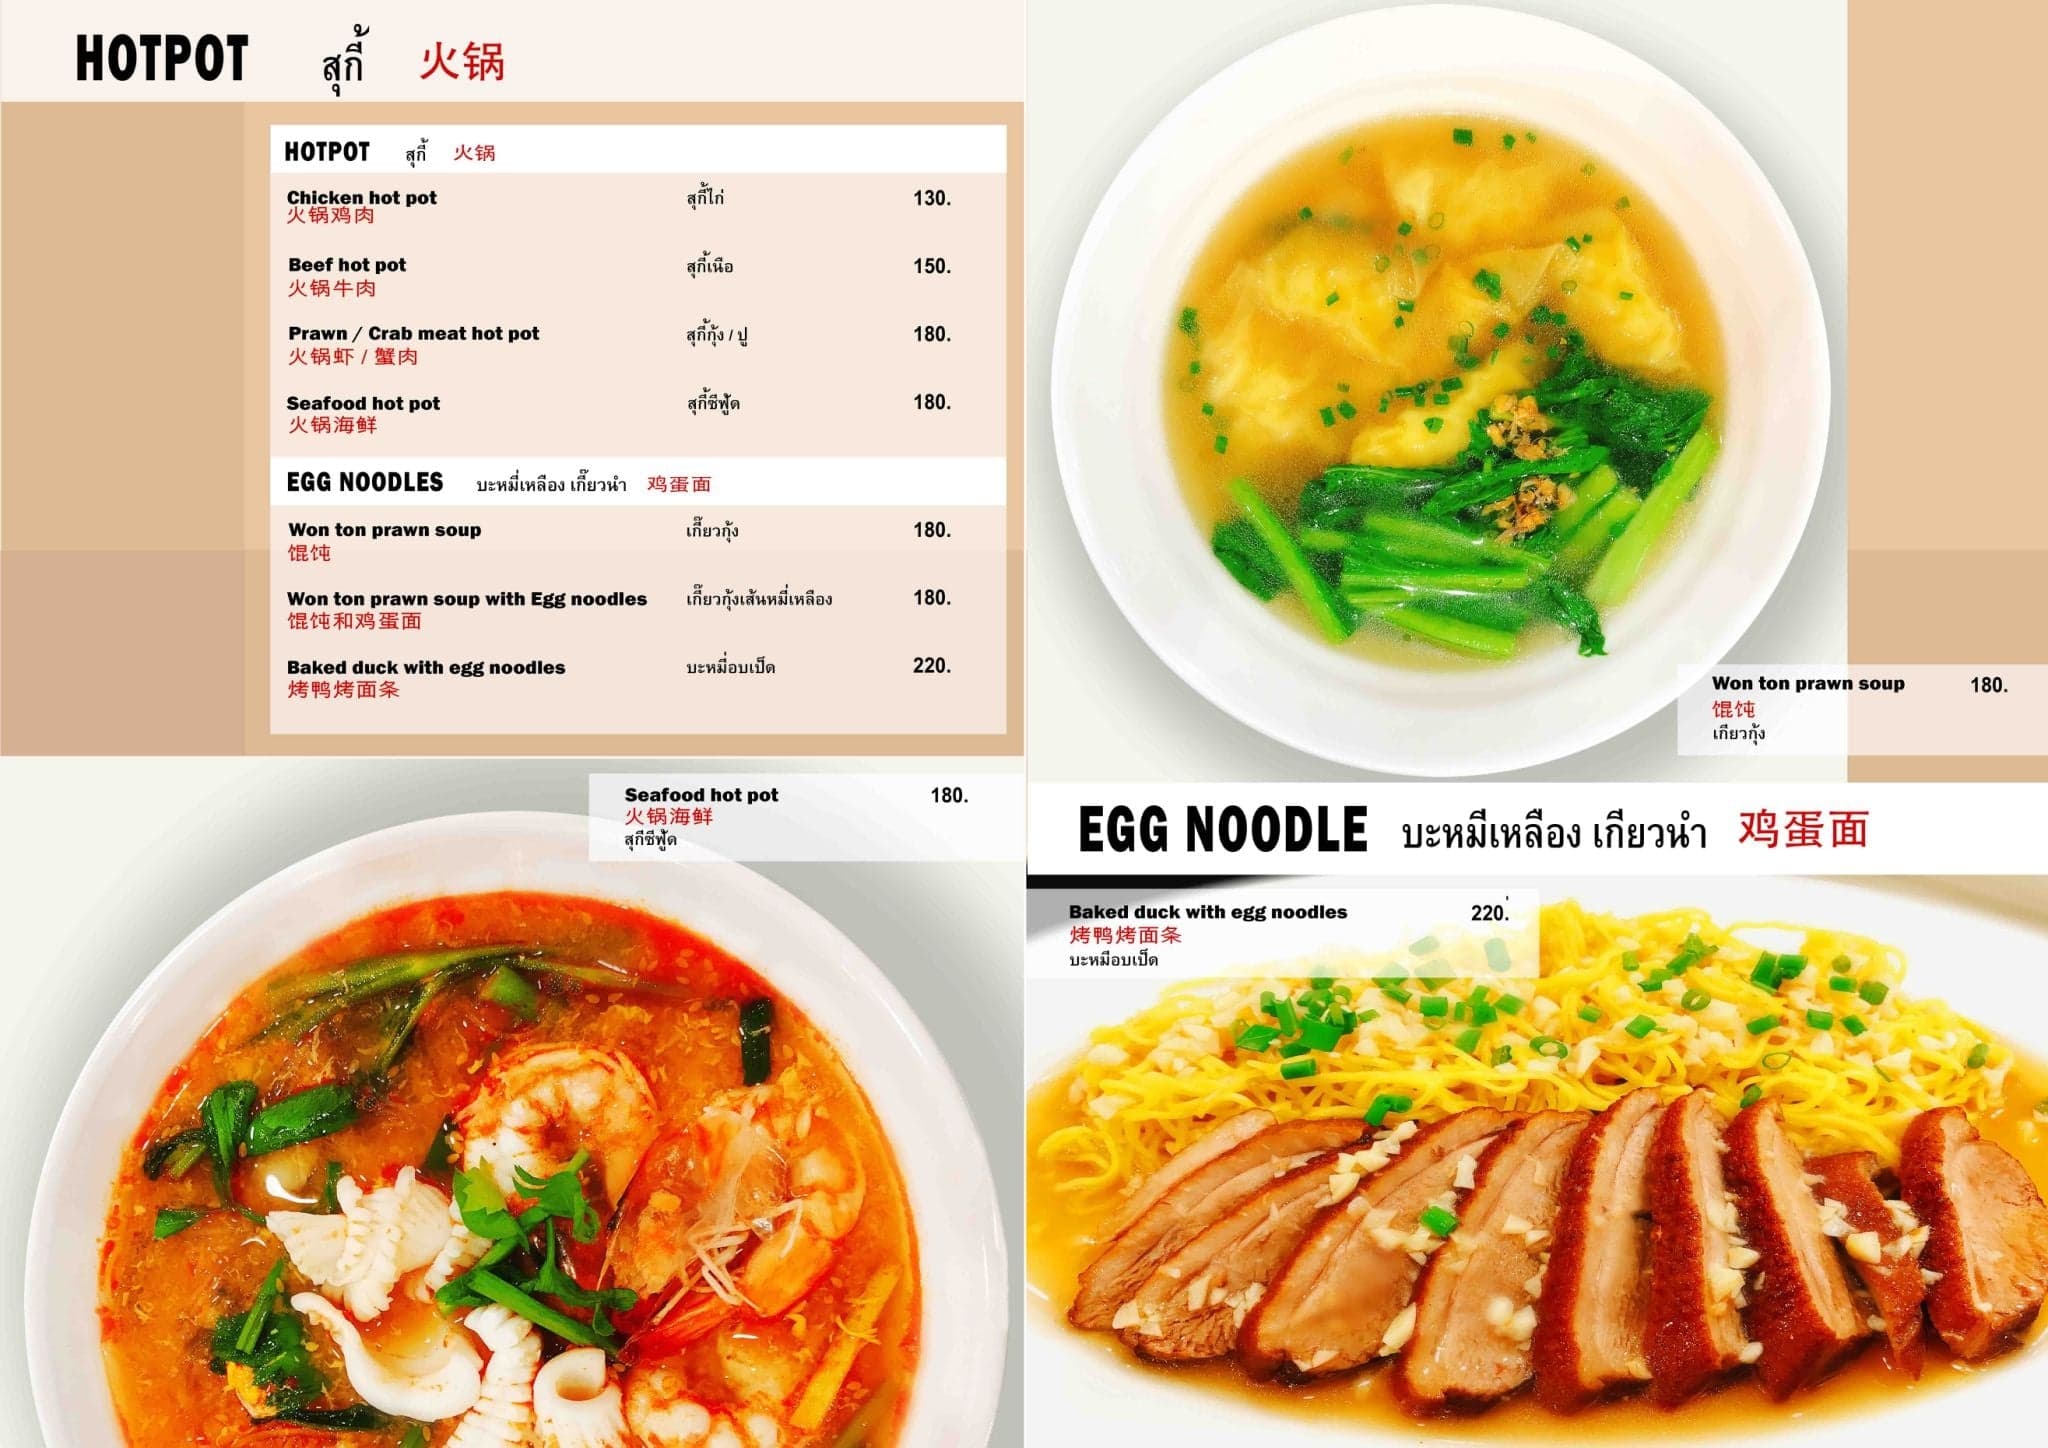 HOTPOT สุกี้ 火锅
HOTPOT สุกี้ 火锅
Chicken hot pot สุกี้ไก่ 130.
火锅鸡肉
Beef hot pot สุกี้เนือ 150.
火锅牛肉
Prawn / Crab meat hot pot สุกี้กุ้ง / ปู 180.
火锅虾 / 蟹肉
Seafood hot pot สุกี้ซีฟู้ด 180.
火锅海鲜
EGG NOODLES บะหมี่เหลือง เกี๊ยวนำ 鸡蛋面
Won ton prawn soup เกี๊ยวกุ้ง 180.
馄饨
Won ton prawn soup with Egg noodles เกี๊ยวกุ้งเส้นหมี่เหลือง 180.
馄饨和鸡蛋面
Baked duck with egg noodles บะหมี่อบเป็ด 220.
烤鸭烤面条
Won ton prawn soup 180.
馄饨
เกียวกุ้ง
Seafood hot pot 180.
火锅海鲜
สุกีซีฟู้ด
EGG NOODLE บะหมีเหลือง เกียวนำ 鸡蛋面
Baked duck with egg noodles 220.
烤鸭烤面条
บะหมีอบเป็ด